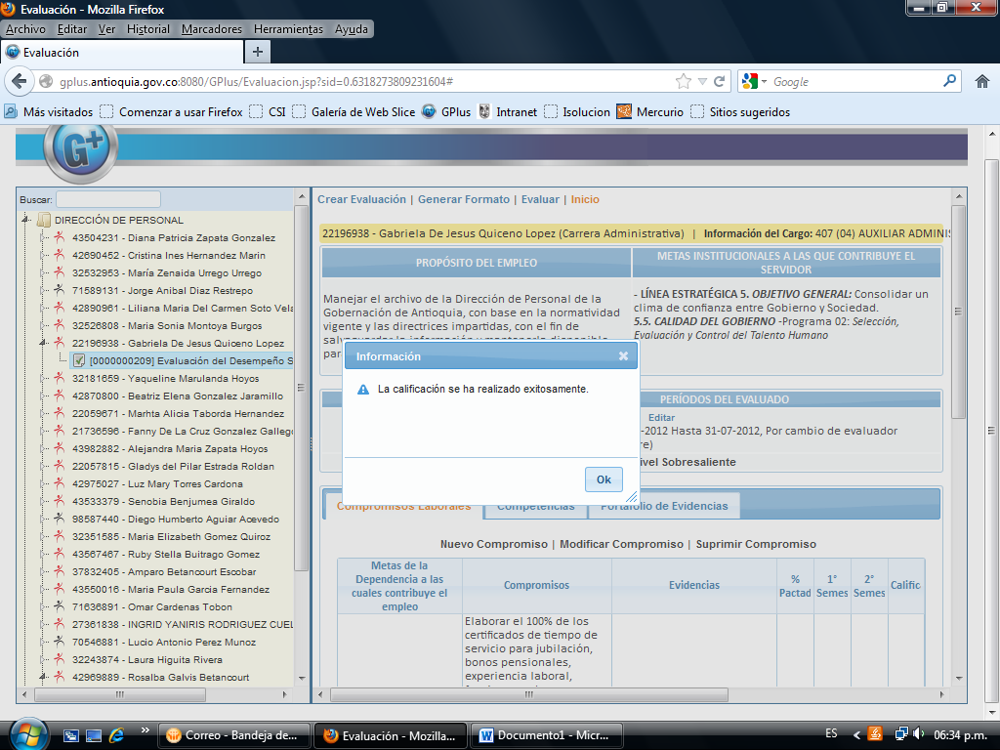 Evaluación - Mozilla Firefox
Archivo Editar Ver Historial Marcadores Herramientas Ayuda
Evaluación
gplus.antioquia.gov.co:8080/GPlus/Evaluacion.jsp?sid=0.6318273809231604#
Google
Más visitados Comenzar a usar Firefox CSI Galería de Web Slice GPlus Intranet Isolucion Mercurio Sitios sugeridos
G+
Buscar:
DIRECCIÓN DE PERSONAL
43504231 - Diana Patricia Zapata Gonzalez
42690452 - Cristina Ines Hernandez Marin
32532953 - María Zenaida Urrego Urrego
71589131 - Jorge Anibal Diaz Restrepo
42890961 - Liliana Maria Del Carmen Soto Vela
32526808 - Maria Sonia Montoya Burgos
22196938 - Gabriela De Jesus Quiceno Lopez
[0000000209] Evaluación del Desempeño S
32181659 - Yaqueline Marulanda Hoyos
42870800 - Beatriz Elena Gonzalez Jaramillo
22059671 - Marhta Alicia Taborda Hernandez
21736596 - Fanny De La Cruz Gonzalez Galleg
43982882 - Alejandra Maria Zapata Hoyos
22057815 - Gladys del Pilar Estrada Roldan
42975027 - Luz Mary Torres Cardona
43533379 - Senobia Benjumea Giraldo
98587440 - Diego Humberto Aguiar Acevedo
32351585 - Maria Elizabeth Gomez Quiroz
43567467 - Ruby Stella Buitrago Gomez
37832405 - Amparo Betancourt Escobar
43550016 - Maria Paula Garcia Fernandez
71636891 - Omar Cardenas Tobon
27361838 - INGRID YANIRIS RODRIGUEZ CUEL
70546881 - Lucio Antonio Perez Munoz
32243874 - Laura Higuita Rivera
42969889 - Rosalba Galvis Betancourt
Crear Evaluación | Generar Formato | Evaluar | Inicio
22196938 - Gabriela De Jesus Quiceno Lopez (Carrera Administrativa) | Información del Cargo: 407 (04) AUXILIAR ADMINIS
PROPÓSITO DEL EMPLEO
Manejar el archivo de la Dirección de Personal de la
Gobernación de Antioquia, con base en la normatividad
vigente y las directrices impartidas, con el fin de
METAS INSTITUCIONALES A LAS QUE CONTRIBUYE EL
SERVIDOR
- LÍNEA ESTRATÉGICA 5. OBJETIVO GENERAL: Consolidar un
clima de confianza entre Gobierno y Sociedad.
5.5. CALIDAD DEL GOBIERNO -Programa 02: Selección,
Evaluación y Control del Talento Humano
Información
La calificación se ha realizado exitosamente.
Ok
PERÍODOS DEL EVALUADO
Editar
-2012 Hasta 31-07-2012, Por cambio de evaluador
re)
ivel Sobresaliente
Compromisos Laborales Competencias Portafolio de Evidencias
Nuevo Compromiso | Modificar Compromiso | Suprimir Compromiso
Metas de la
Dependencia a las
cuales contribuye el
empleo
Compromisos
Evidencias
%
Pactad
1°
Semes
2°
Semes
Califica
Elaborar el 100% de los
certificados de tiempo de
servicio para jubilación,
bonos pensionales,
experiencia laboral,
Correo - Bandeja de... Evaluación - Mozilla... Documento1 - Micr... ES 06:34 p.m.